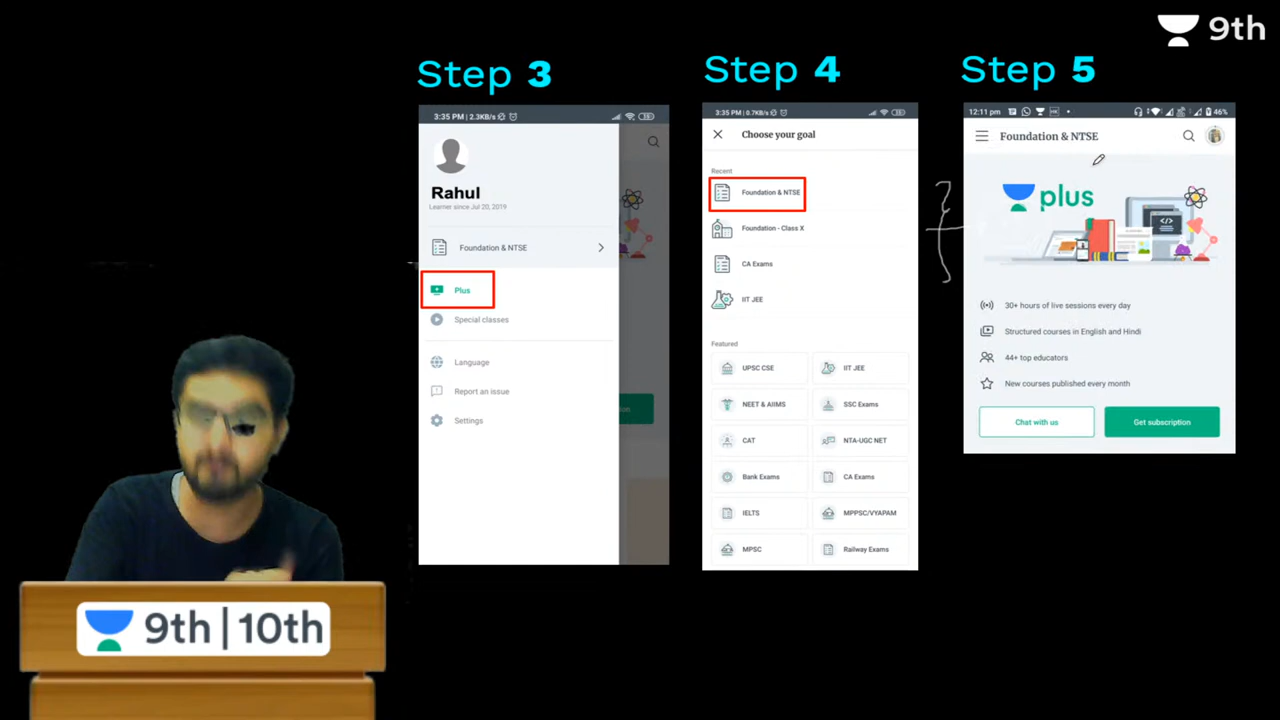 9th
Step 3
Step 4
Step 5
3:35 PM | 2.3KB/s
Rahul
Learner since Jul 20, 2019
Foundation & NTSE
Plus
Special classes
Language
Report an issue
Settings
3:35 PM | 0.7KB/s
Choose your goal
Recent
Foundation & NTSE
Foundation - Class X
CA Exams
IIT JEE
Featured
UPSC CSE
IIT JEE
NEET & AIIMS
SSC Exams
CAT
NTA-UGC NET
Bank Exams
CA Exams
IELTS
MPPSC/VYAPAM
MPSC
Railway Exams
12:11 pm
46%
Foundation & NTSE
plus
30+ hours of live sessions every day
Structured courses in English and Hindi
44+ top educators
New courses published every month
Chat with us
Get subscription
9th | 10th